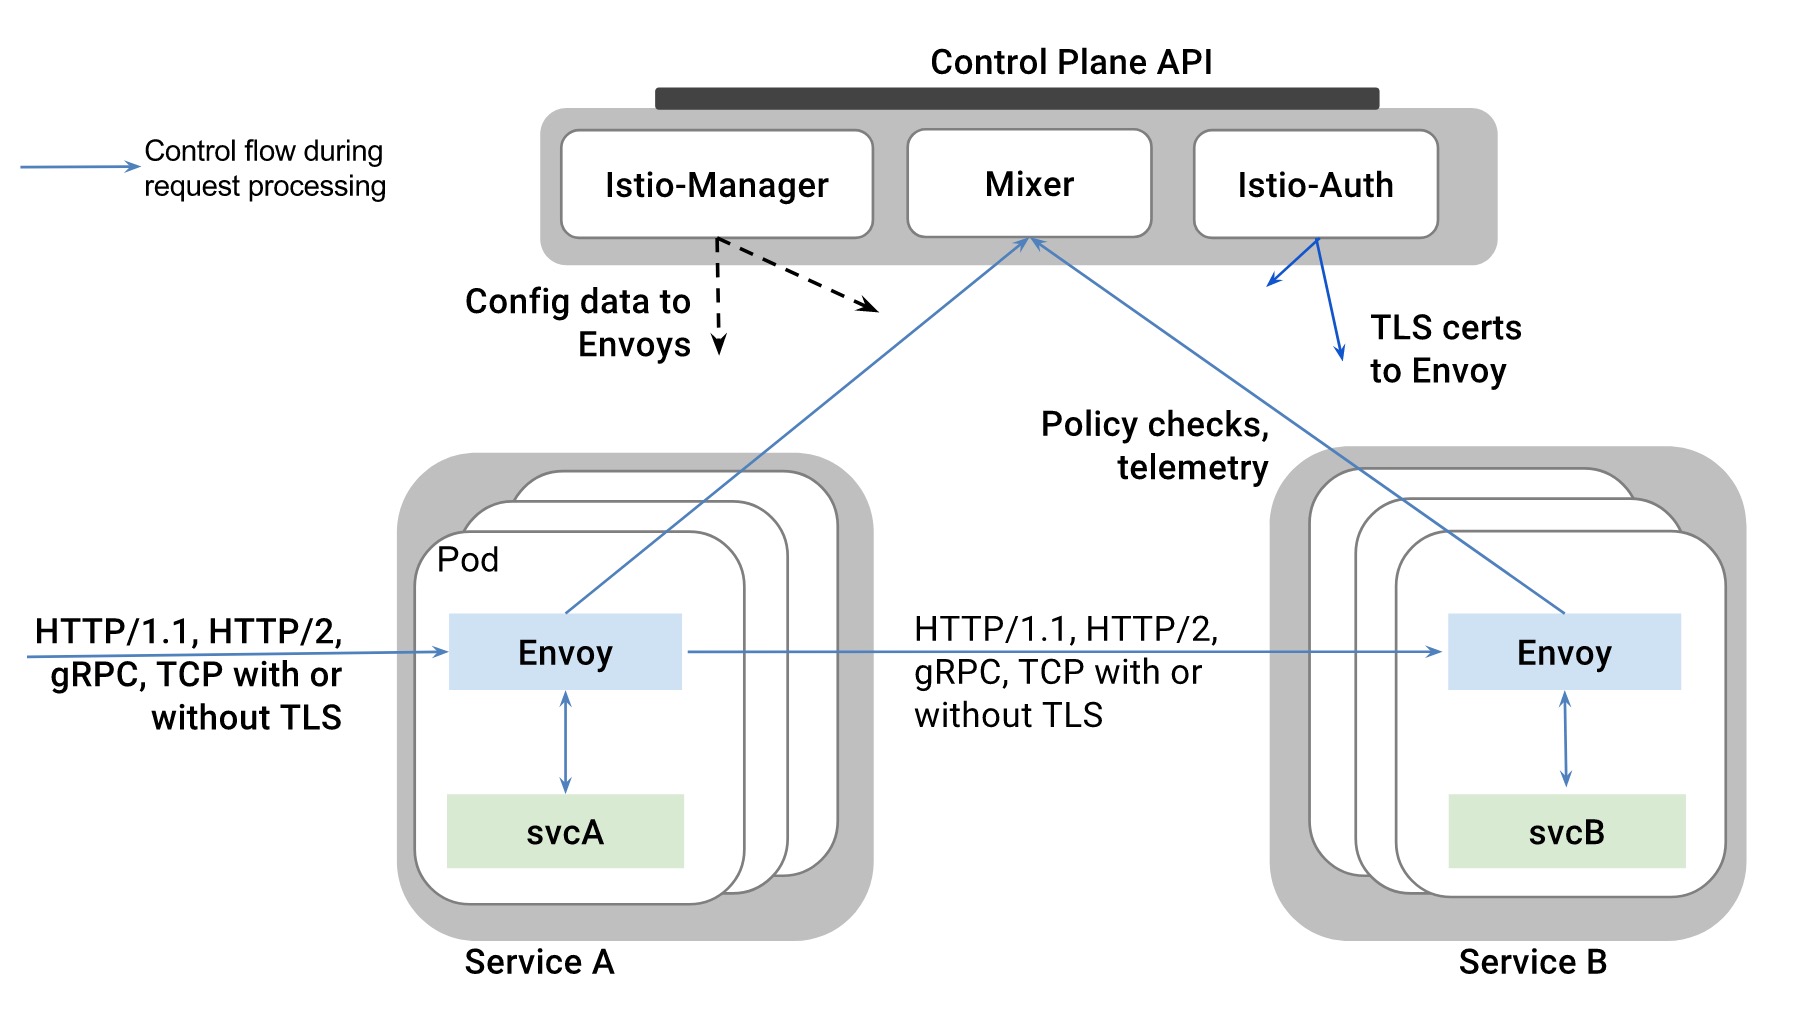 Control Plane API
Control flow during
request processing
Istio-Manager
Mixer
Istio-Auth
Config data to
Envoys
TLS certs
to Envoy
Policy checks,
telemetry
Pod
HTTP/1.1, HTTP/2,
gRPC, TCP with or
without TLS
Envoy
HTTP/1.1, HTTP/2,
gRPC, TCP with or
without TLS
Envoy
svcA
svcB
Service A
Service B